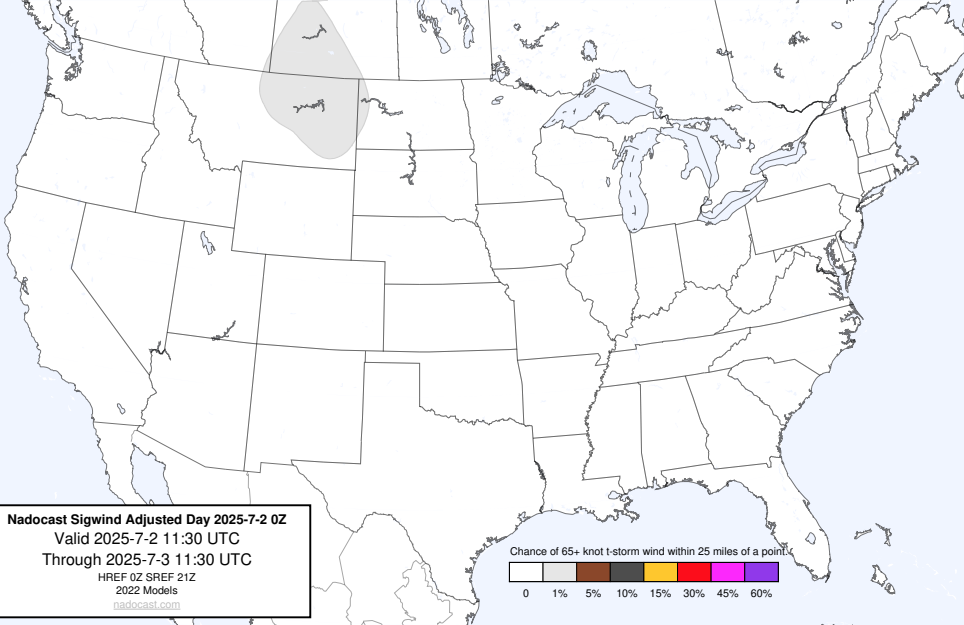 Nadocast Sigwind Adjusted Day 2025-7-2 0Z
Valid 2025-7-2 11:30 UTC
Through 2025-7-3 11:30 UTC
HREF 0Z SREF 21Z
2022 Models
nadocast.com
Chance of 65+ knot t-storm wind within 25 miles of a point.
0 1% 5% 10% 15% 30% 45% 60%